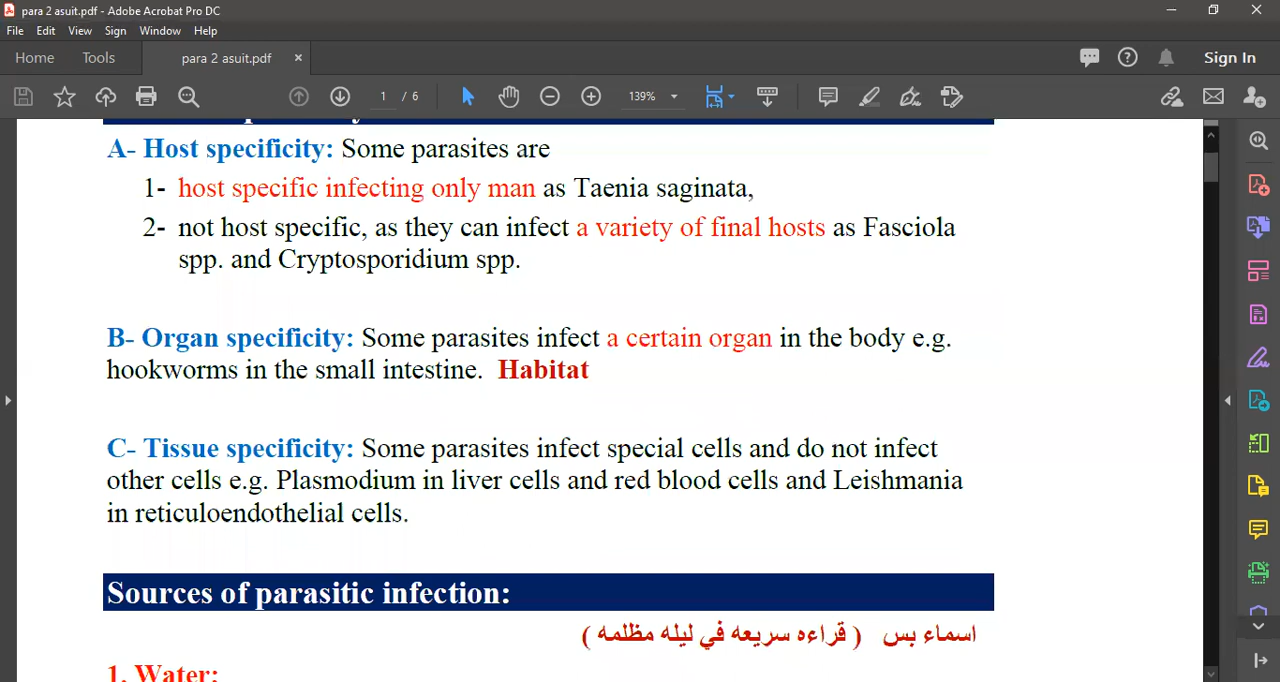 para 2 asuit.pdf - Adobe Acrobat Pro DC
File Edit View Sign Window Help
Home Tools para 2 asuit.pdf × Sign In
1 / 6 139%
A- Host specificity: Some parasites are
1- host specific infecting only man as Taenia saginata,
2- not host specific, as they can infect a variety of final hosts as Fasciola
spp. and Cryptosporidium spp.
B- Organ specificity: Some parasites infect a certain organ in the body e.g.
hookworms in the small intestine. Habitat
C- Tissue specificity: Some parasites infect special cells and do not infect
other cells e.g. Plasmodium in liver cells and red blood cells and Leishmania
in reticuloendothelial cells.
Sources of parasitic infection:
اسماء بس ( قراءه سريعه في ليله مظلمه )
1. Water: